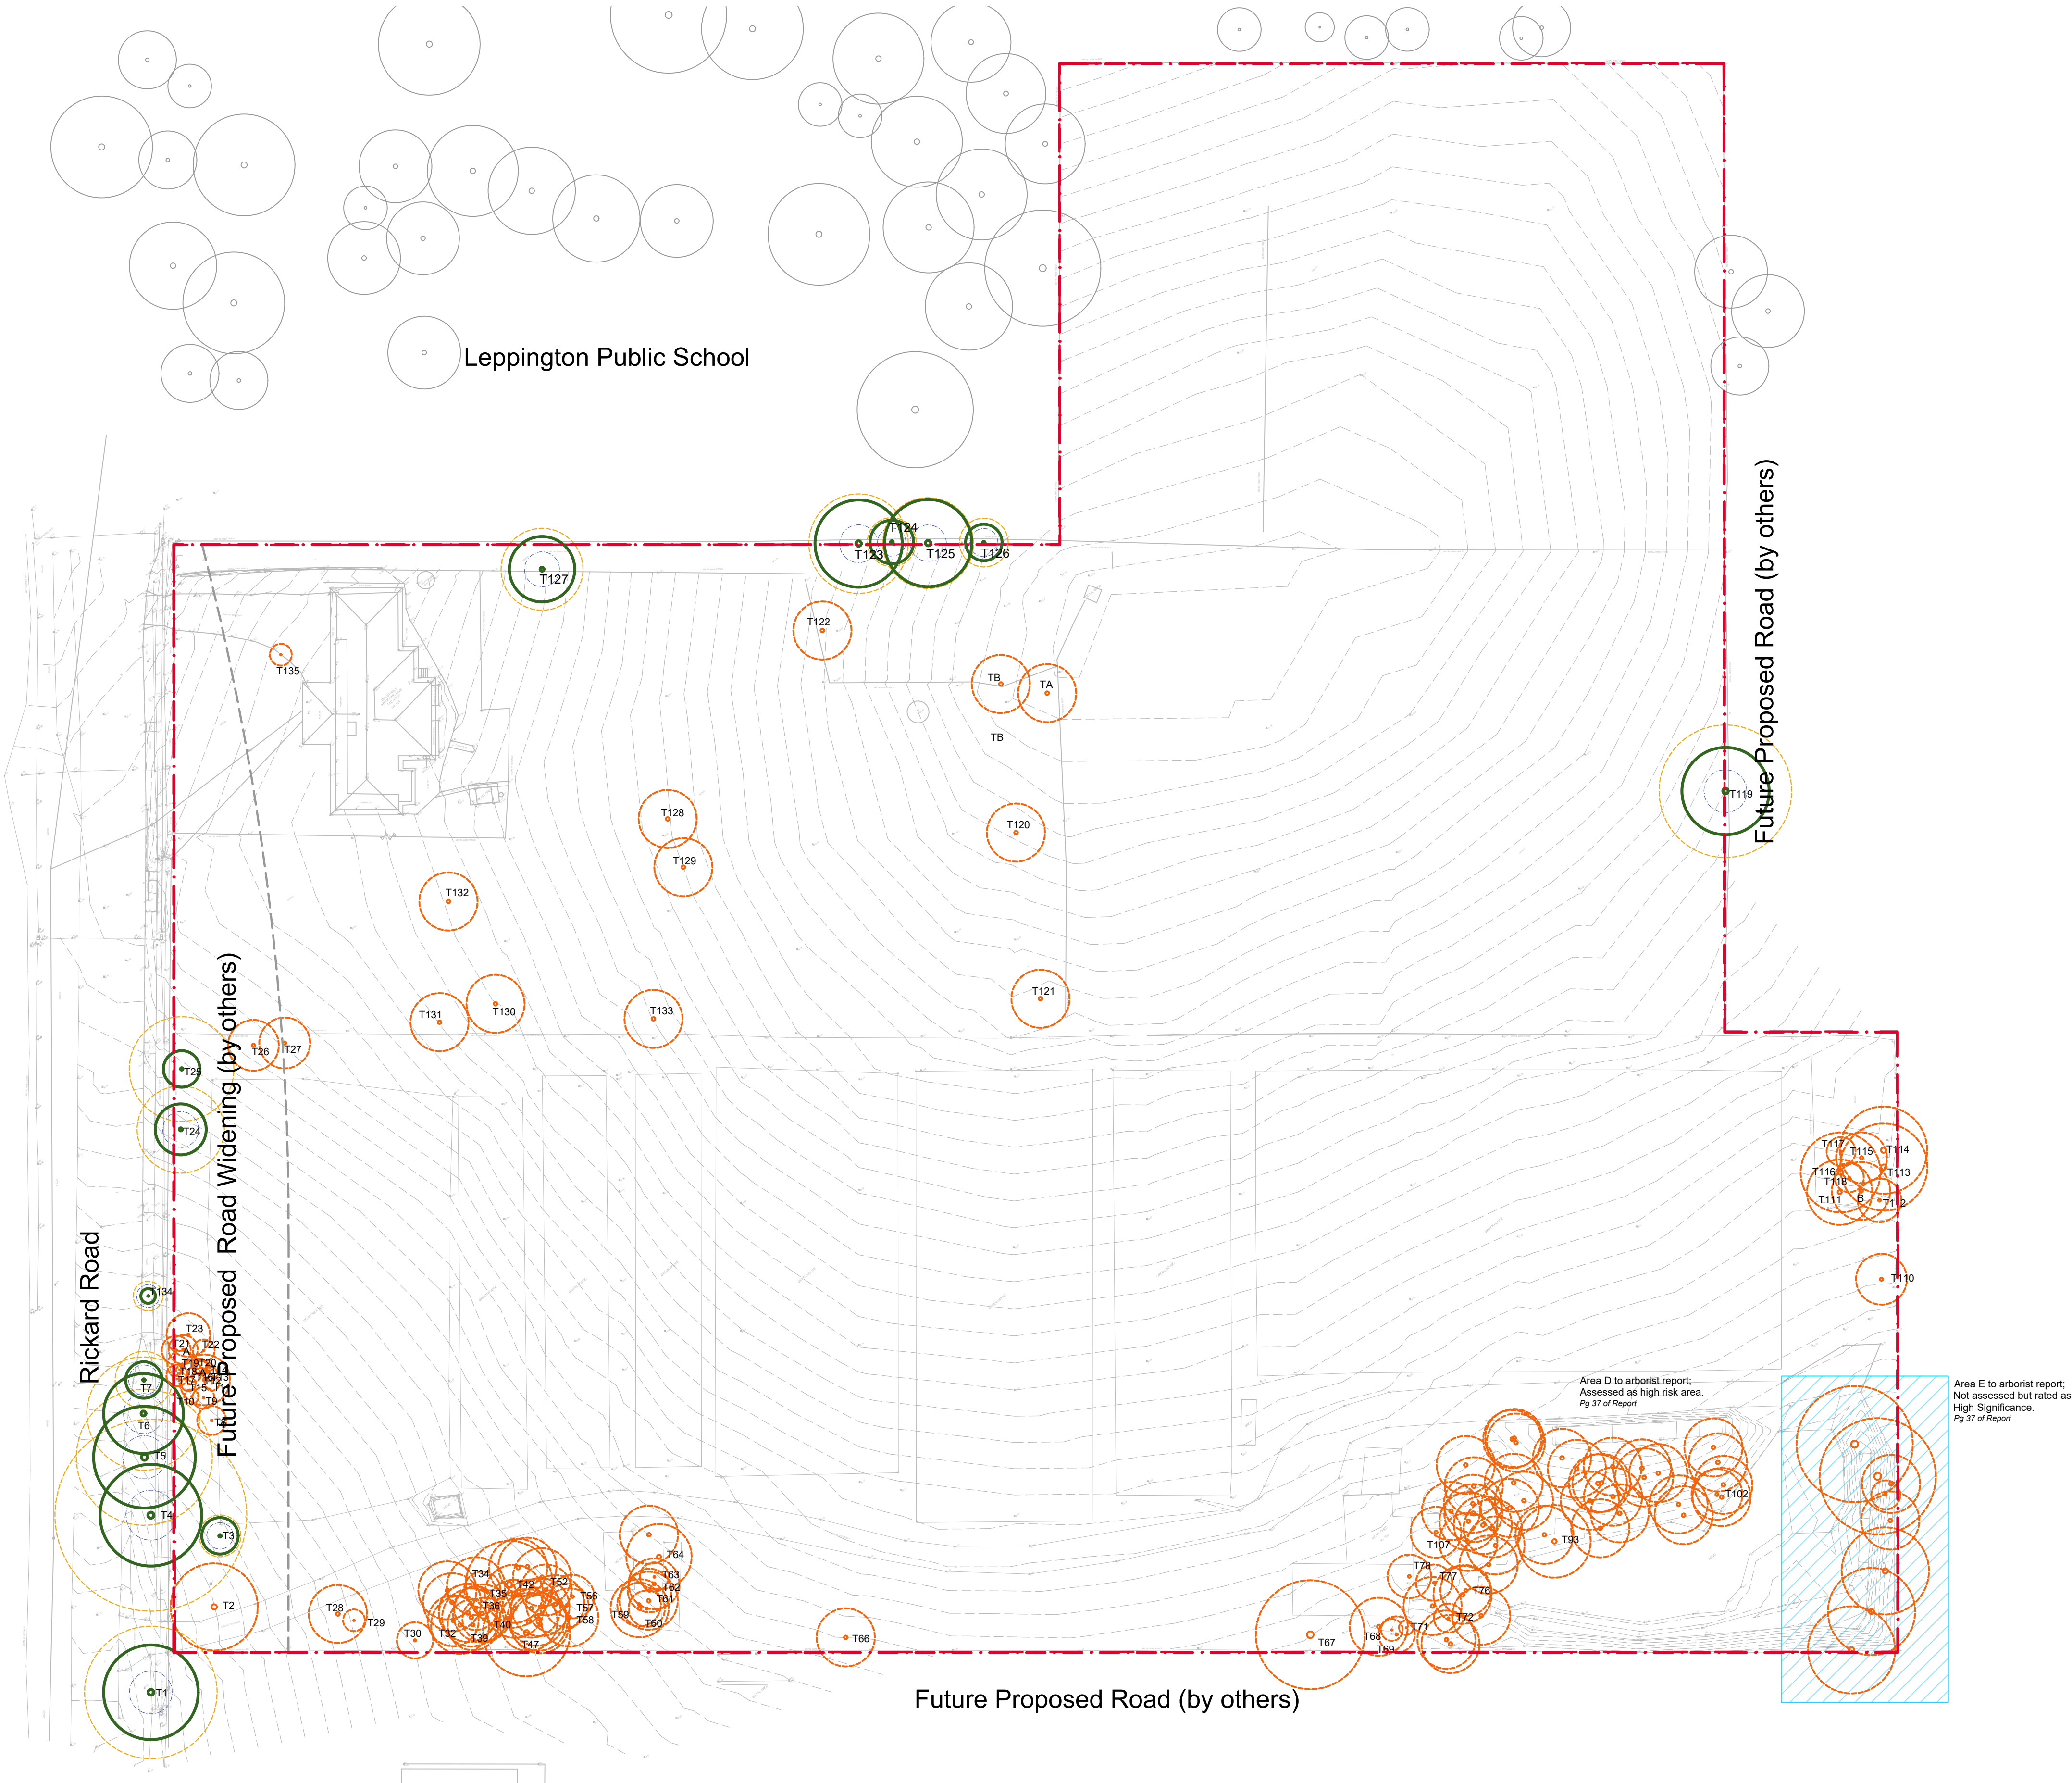 Leppington Public School
T124
T123
T125
T126
T127
T122
T135
TB
TA
TB
Future Proposed Road (by others)
T119
T128
T120
T129
T132
T121
T131
T130
T133
T26
T27
T25
T24
Future Proposed Road Widening (by others)
Rickard Road
T117
T115
T114
T116
T113
T118
T111
B
T112
T110
T134
T23
T21
T22
A
T20
T15
T10
T9
T7
T6
T5
T4
T3
T2
T1
Area D to arborist report;
Assessed as high risk area.
Pg 37 of Report
Area E to arborist report;
Not assessed but rated as
High Significance.
Pg 37 of Report
T102
T107
T93
T78
T77
T76
T72
T71
T68
T69
T67
T66
T64
T63
T62
T61
T59
T60
T34
T42
T52
T35
T56
T36
T57
T58
T40
T32
T39
T47
T28
T29
T30
Future Proposed Road (by others)